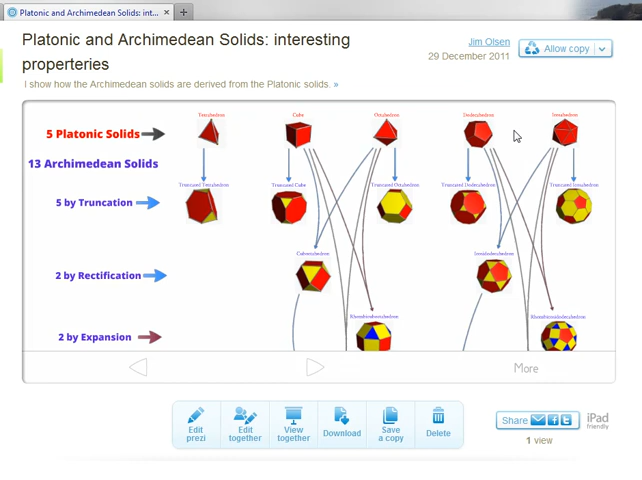 Platonic and Archimedean Solids: int...
Platonic and Archimedean Solids: interesting
properteries
Jim Olsen
29 December 2011
Allow copy
I show how the Archimedean solids are derived from the Platonic solids. »
5 Platonic Solids
Tetrahedron
Cube
Octahedron
Dodecahedron
Icosahedron
13 Archimedean Solids
Truncated Tetrahedron
Truncated Cube
Truncated Octahedron
Truncated Dodecahedron
Truncated Icosahedron
5 by Truncation
Cuboctahedron
Icosidodecahedron
2 by Rectification
Rhombicuboctahedron
Rhombicosidodecahedron
2 by Expansion
More
Edit
prezi
Edit
together
View
together
Download
Save
a copy
Delete
Share
iPad
friendly
1 view